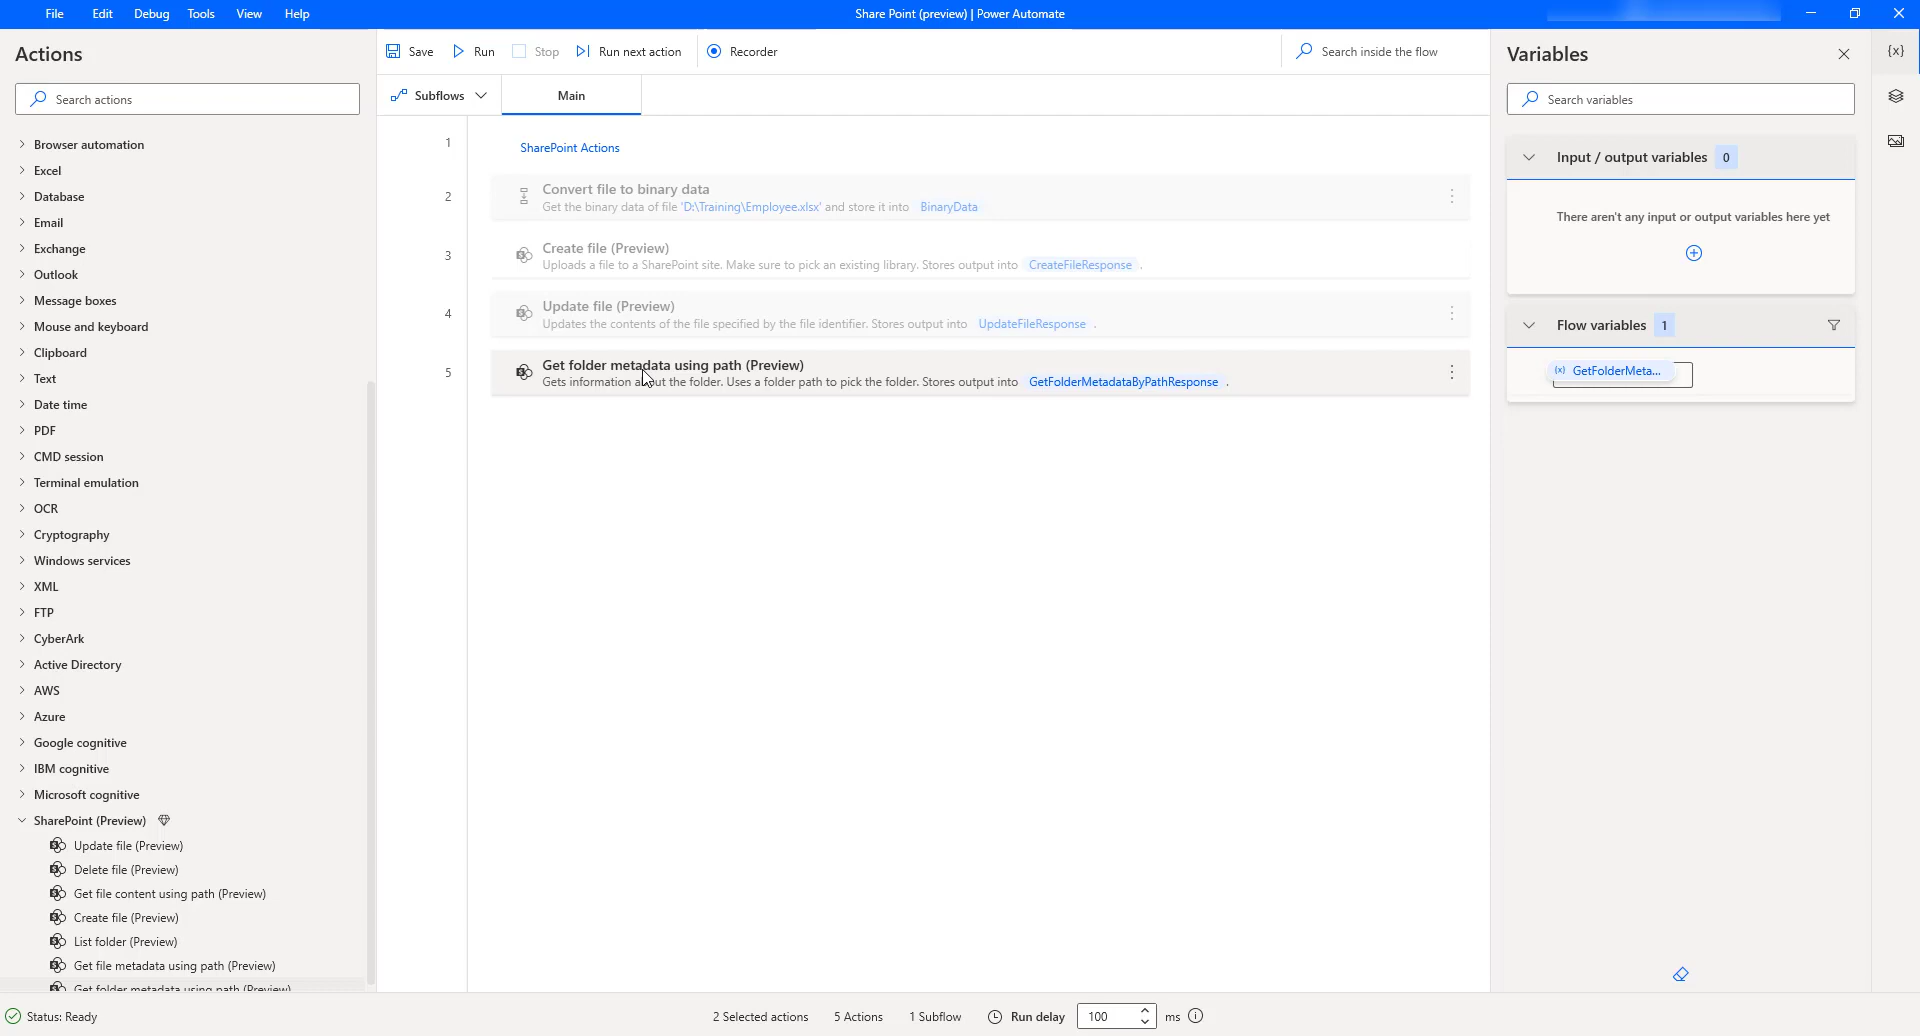 File Edit Debug Tools View Help
Share Point (preview) | Power Automate
Actions
Search actions
Browser automation
Excel
Database
Email
Exchange
Outlook
Message boxes
Mouse and keyboard
Clipboard
Text
Date time
PDF
CMD session
Terminal emulation
OCR
Cryptography
Windows services
XML
FTP
CyberArk
Active Directory
AWS
Azure
Google cognitive
IBM cognitive
Microsoft cognitive
SharePoint (Preview)
Update file (Preview)
Delete file (Preview)
Get file content using path (Preview)
Create file (Preview)
List folder (Preview)
Get file metadata using path (Preview)
Get folder metadata using path (Preview)
Save Run Stop Run next action Recorder
Search inside the flow
Subflows Main
1 SharePoint Actions
2 Convert file to binary data
Get the binary data of file 'D:\Training\Employee.xlsx' and store it into BinaryData
3 Create file (Preview)
Uploads a file to a SharePoint site. Make sure to pick an existing library. Stores output into CreateFileResponse .
4 Update file (Preview)
Updates the contents of the file specified by the file identifier. Stores output into UpdateFileResponse .
5 Get folder metadata using path (Preview)
Gets information about the folder. Uses a folder path to pick the folder. Stores output into GetFolderMetadataByPathResponse .
Variables
{x}
Search variables
Input / output variables 0
There aren't any input or output variables here yet
Flow variables 1
(x) GetFolderMeta...
Status: Ready
2 Selected actions 5 Actions 1 Subflow Run delay 100 ms